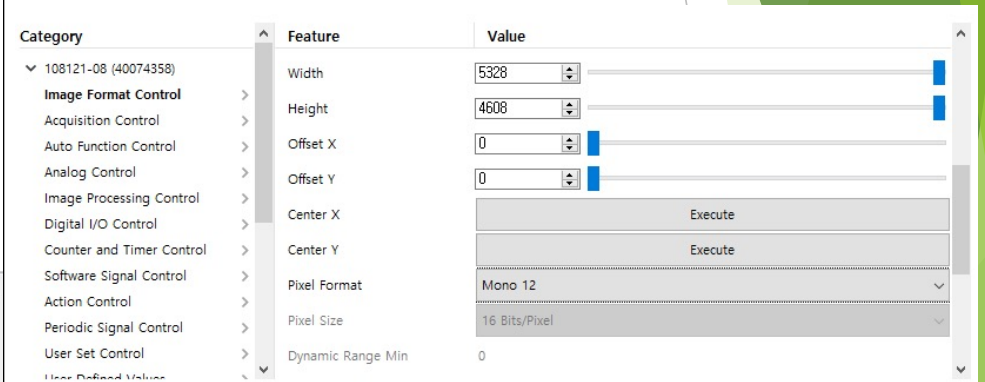 Category
Feature Value
108121-08 (40074358)
Image Format Control
Acquisition Control
Auto Function Control
Analog Control
Image Processing Control
Digital I/O Control
Counter and Timer Control
Software Signal Control
Action Control
Periodic Signal Control
User Set Control
User Defined Values
Width 5328
Height 4608
Offset X 0
Offset Y 0
Center X Execute
Center Y Execute
Pixel Format Mono 12
Pixel Size 16 Bits/Pixel
Dynamic Range Min 0